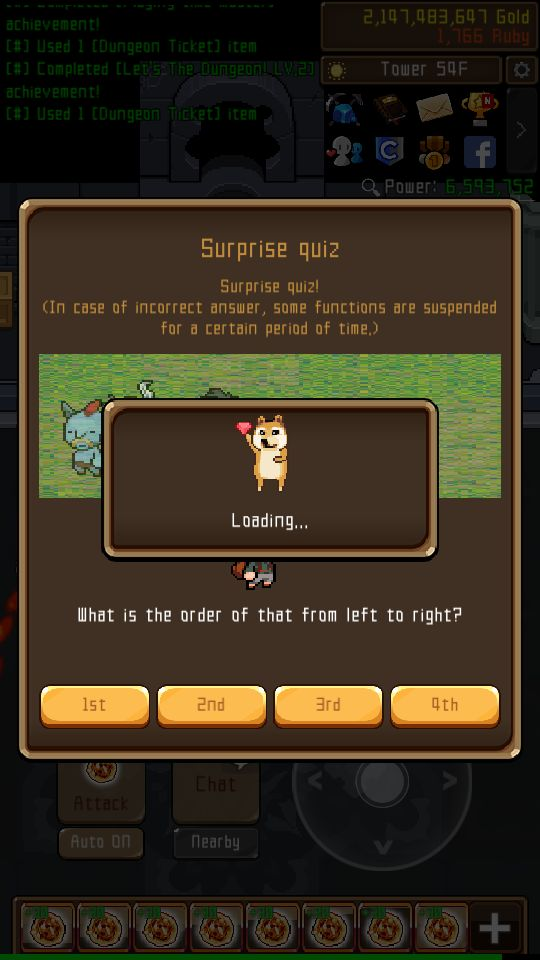 achievement!
2,147,483,647 Gold
[#] Used 1 [Dungeon Ticket] item
1,766 Ruby
[#] Completed [Let's The Dungeon! LV.2]
Tower 54F
achievement!
[#] Used 1 [Dungeon Ticket] item
Power: 6,593,752
Surprise quiz
Surprise quiz!
(In case of incorrect answer, some functions are suspended
for a certain period of time.)
Loading...
What is the order of that from left to right?
1st 2nd 3rd 4th
Attack
Chat
Auto ON
Nearby